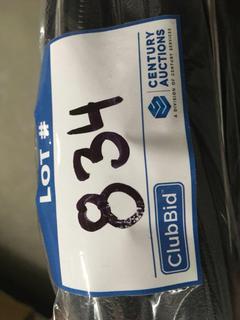 LOT #
834
CENTURY
AUCTIONS
A DIVISION OF CENTURY SERVICES
ClubBid